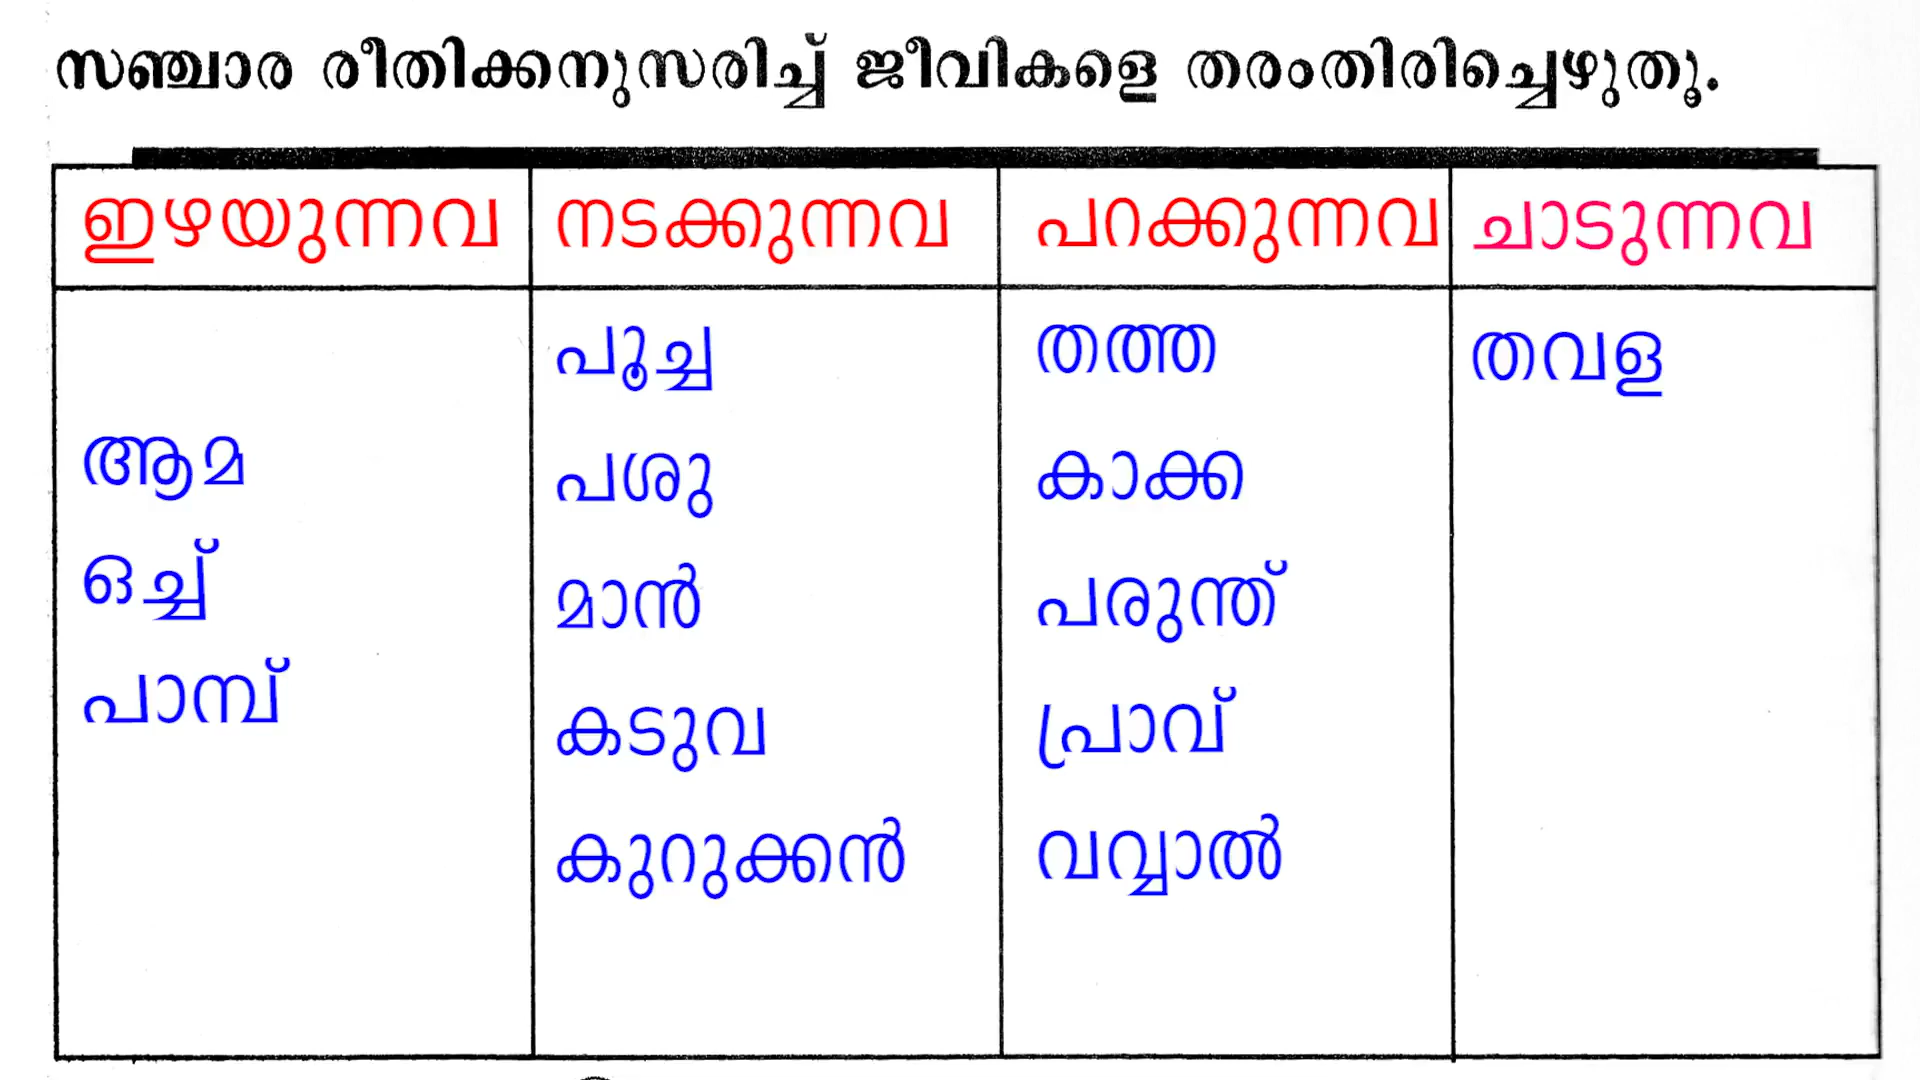 സഞ്ചാര രീതിക്കനുസരിച്ച് ജീവികളെ തരംതിരിച്ചെഴുതൂ.
ഇഴയുന്നവ നടക്കുന്നവ പറക്കുന്നവ ചാടുന്നവ
പൂച്ച തത്ത തവള
ആമ പശു കാക്ക
ഒച്ച് മാൻ പരുന്ത്
പാമ്പ് കടുവ പ്രാവ്
കുറുക്കൻ വവ്വാൽ